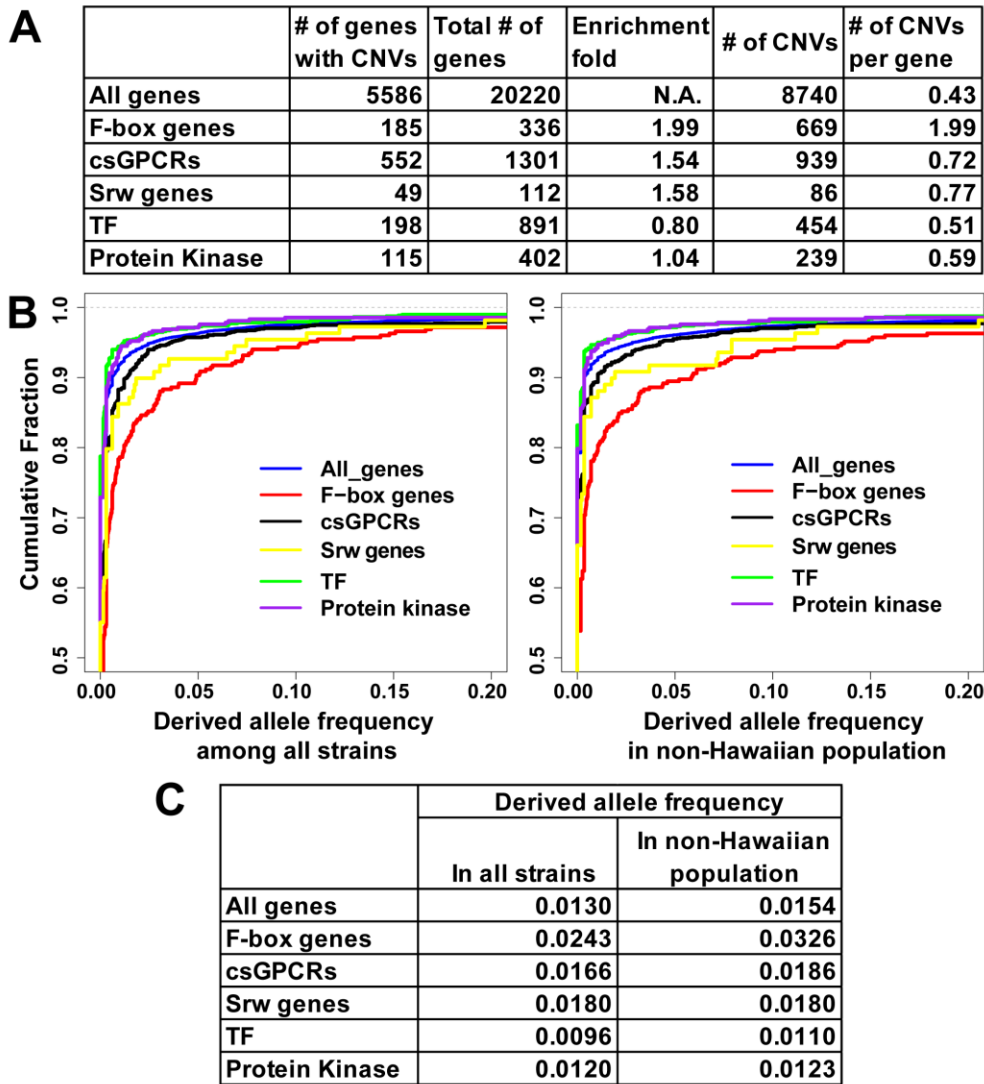 A
# of genes with CNVs | Total # of genes | Enrichment fold | # of CNVs | # of CNVs per gene
All genes 5586 20220 N.A. 8740 0.43
F-box genes 185 336 1.99 669 1.99
csGPCRs 552 1301 1.54 939 0.72
Srw genes 49 112 1.58 86 0.77
TF 198 891 0.80 454 0.51
Protein Kinase 115 402 1.04 239 0.59
B
Cumulative Fraction
1.0
0.9
0.8
0.7
0.6
0.5
All_genes
F-box genes
csGPCRs
Srw genes
TF
Protein kinase
0.00 0.05 0.10 0.15 0.20
Derived allele frequency
among all strains
1.0
0.9
0.8
0.7
0.6
0.5
All_genes
F-box genes
csGPCRs
Srw genes
TF
Protein kinase
0.00 0.05 0.10 0.15 0.20
Derived allele frequency
in non-Hawaiian population
C
Derived allele frequency
In all strains | In non-Hawaiian population
All genes 0.0130 0.0154
F-box genes 0.0243 0.0326
csGPCRs 0.0166 0.0186
Srw genes 0.0180 0.0180
TF 0.0096 0.0110
Protein Kinase 0.0120 0.0123